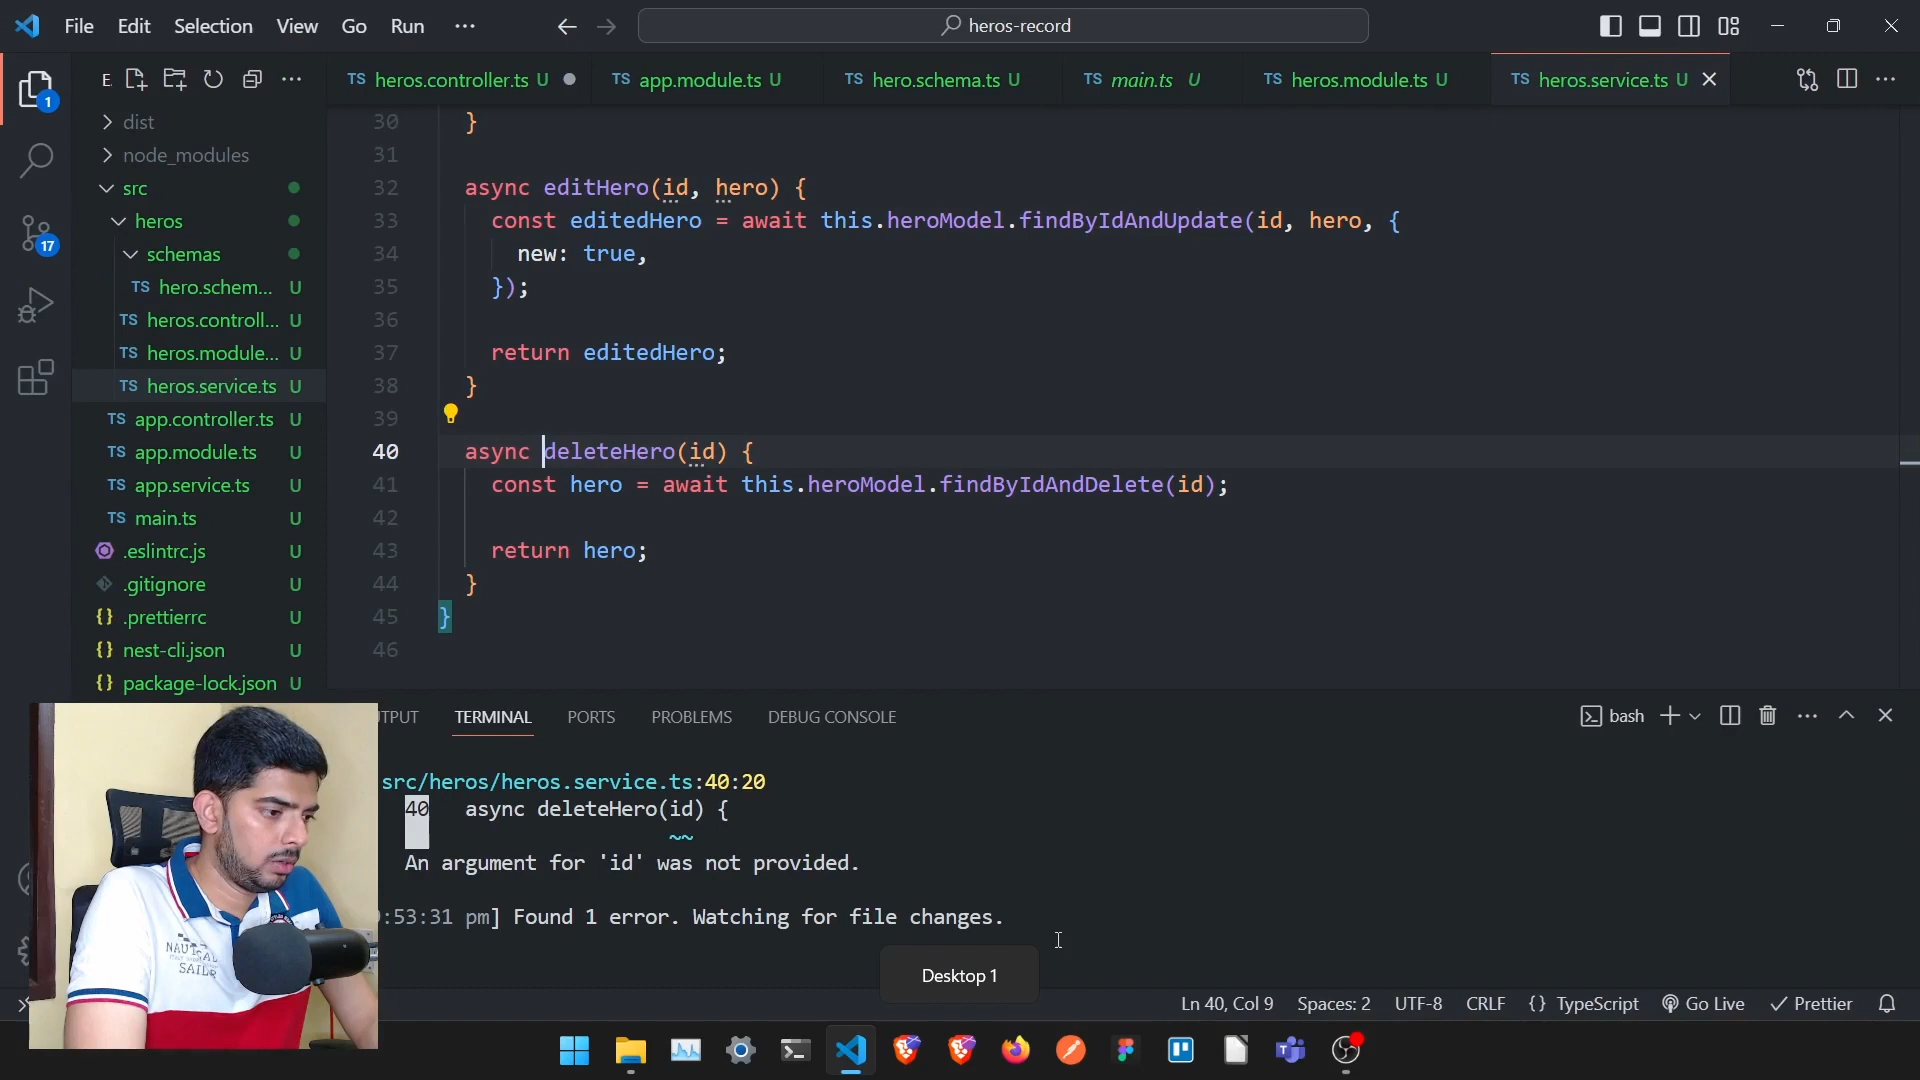 File Edit Selection View Go Run ··· heros-record
E
TS heros.controller.ts U TS app.module.ts U TS hero.schema.ts U TS main.ts U TS heros.module.ts U TS heros.service.ts U
dist
node_modules
src
heros
schemas
TS hero.schem... U
TS heros.controll... U
TS heros.module... U
TS heros.service.ts U
TS app.controller.ts U
TS app.module.ts U
TS app.service.ts U
TS main.ts U
.eslintrc.js U
.gitignore U
{} .prettierrc U
{} nest-cli.json U
{} package-lock.json U
1
17
30 }
31
32 async editHero(id, hero) {
33 const editedHero = await this.heroModel.findByIdAndUpdate(id, hero, {
34 new: true,
35 });
36
37 return editedHero;
38 }
39
40 async deleteHero(id) {
41 const hero = await this.heroModel.findByIdAndDelete(id);
42
43 return hero;
44 }
45 }
46
TPUT TERMINAL PORTS PROBLEMS DEBUG CONSOLE bash
src/heros/heros.service.ts:40:20
40 async deleteHero(id) {
~~
An argument for 'id' was not provided.
:53:31 pm] Found 1 error. Watching for file changes.
Desktop 1
Ln 40, Col 9 Spaces: 2 UTF-8 CRLF {} TypeScript Go Live Prettier
NAUTICAL
SAILOR